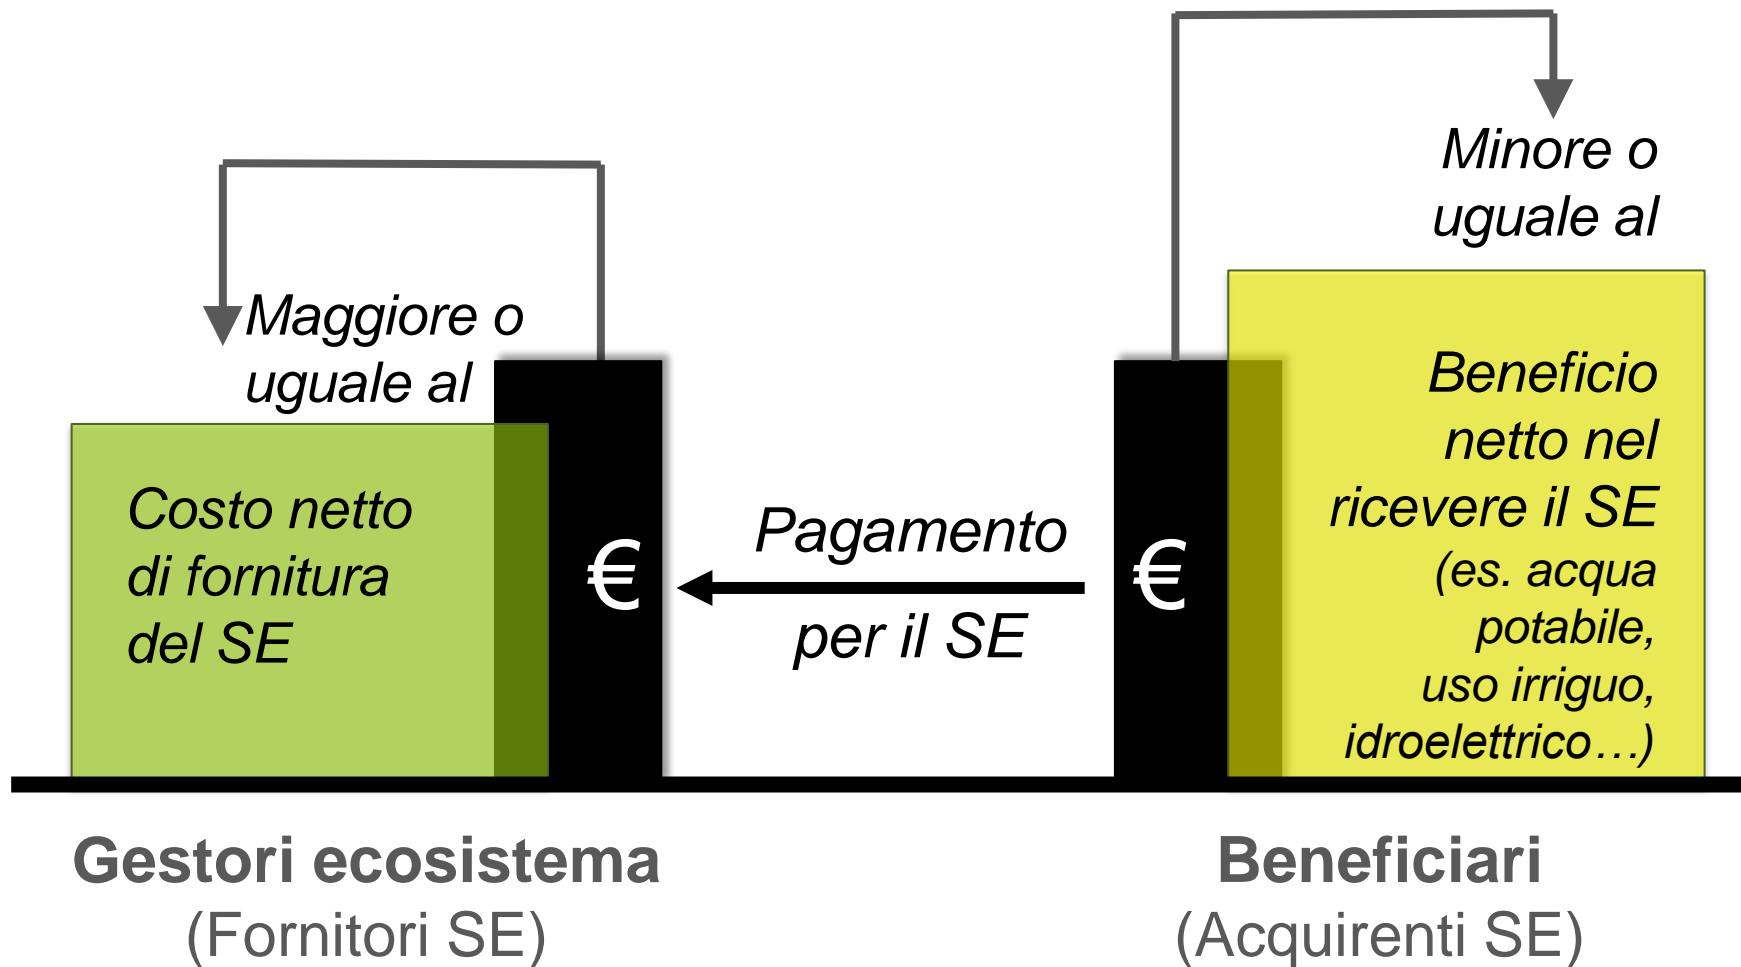 Minore o
uguale al
Maggiore o
uguale al
Costo netto
di fornitura
del SE
€
Pagamento
per il SE
€
Beneficio
netto nel
ricevere il SE
(es. acqua
potabile,
uso irriguo,
idroelettrico…)
Gestori ecosistema
(Fornitori SE)
Beneficiari
(Acquirenti SE)